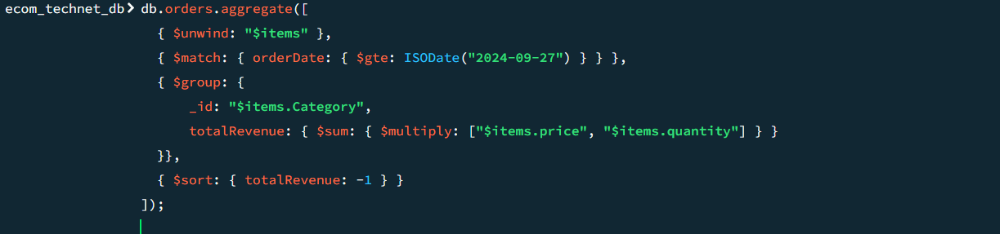 ecom_technet_db> db.orders.aggregate([
{ $unwind: "$items" },
{ $match: { orderDate: { $gte: ISODate("2024-09-27") } } },
{ $group: {
_id: "$items.Category",
totalRevenue: { $sum: { $multiply: ["$items.price", "$items.quantity"] } }
}},
{ $sort: { totalRevenue: -1 } }
]);